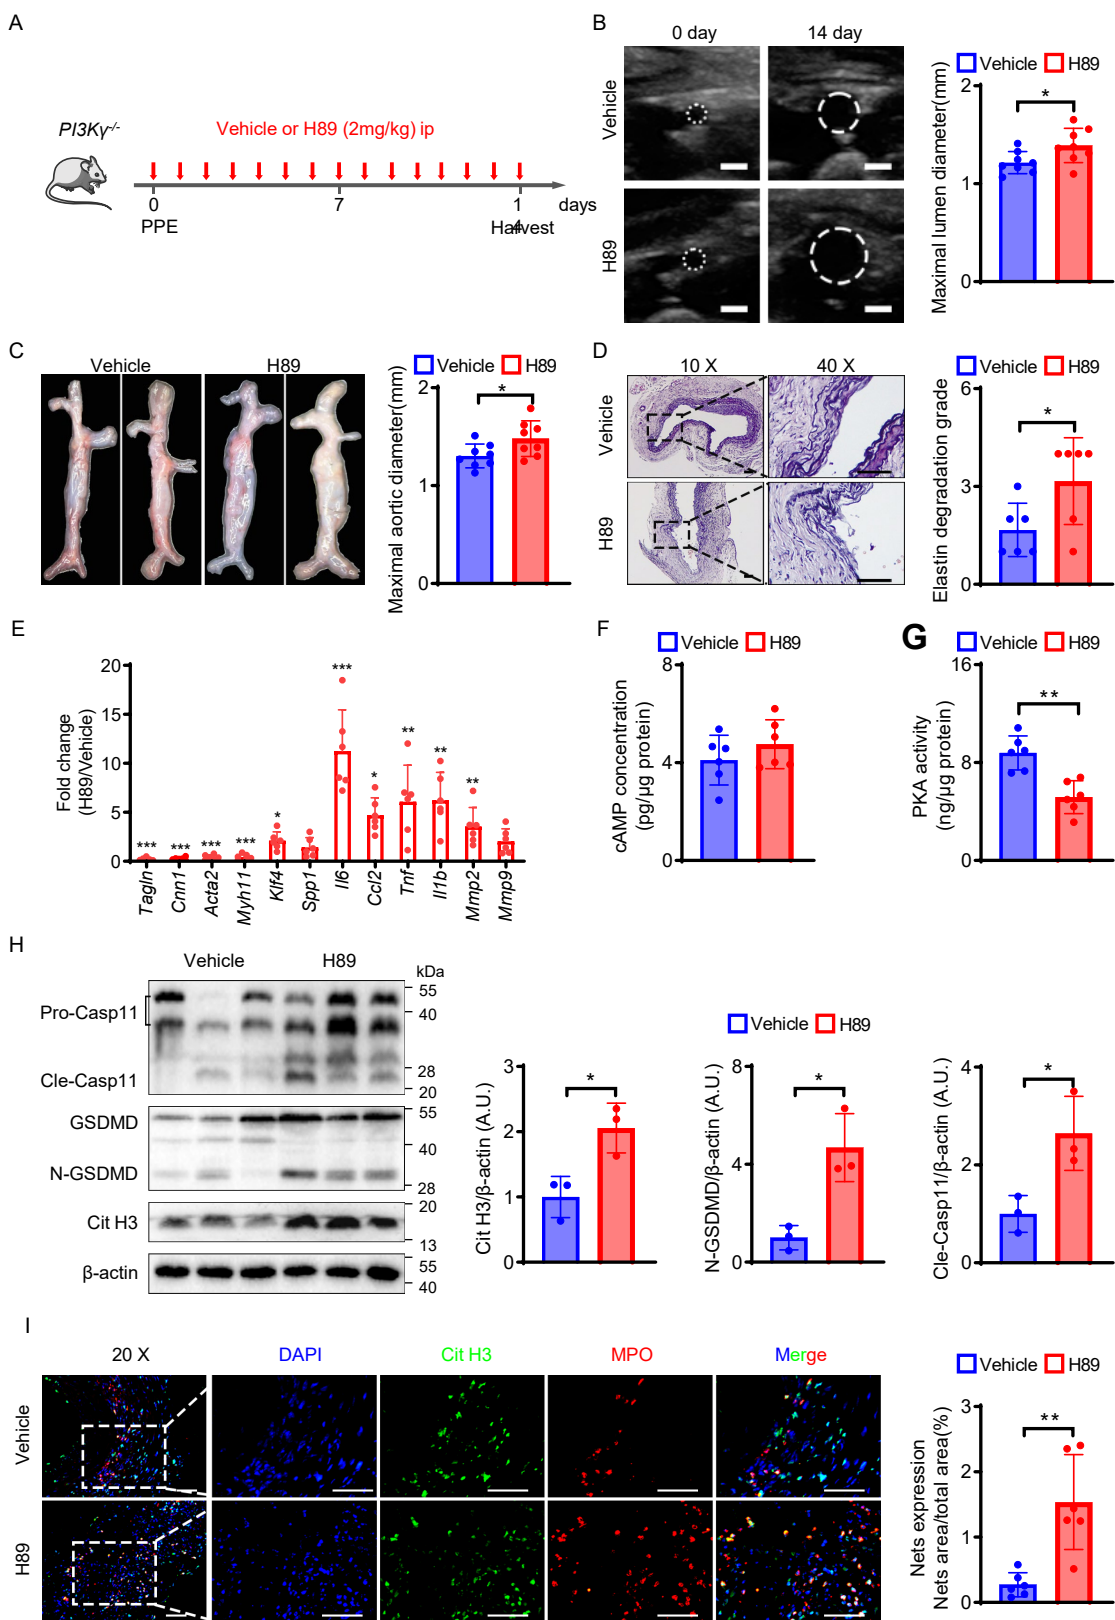 A
PI3Kγ-/-
Vehicle or H89 (2mg/kg) ip
0
7
1
4
days
PPE
Harvest
B
0 day
14 day
Vehicle
H89
Vehicle
H89
Maximal lumen diameter(mm)
2
1
0
*
C
Vehicle
H89
Vehicle
H89
Maximal aortic diameter(mm)
2
1
0
*
D
10 X
40 X
Vehicle
H89
Vehicle
H89
Elastin degradation grade
6
3
0
*
E
Fold change
(H89/Vehicle)
20
15
10
5
0
***
***
***
***
*
***
*
**
**
**
Tagln
Cnn1
Acta2
Myh11
Klf4
Spp1
Il6
Ccl2
Tnf
Il1b
Mmp2
Mmp9
F
Vehicle
H89
cAMP concentration
(pg/μg protein)
8
4
0
G
Vehicle
H89
PKA activity
(ng/μg protein)
16
8
0
**
H
Vehicle
H89
kDa
Pro-Casp11
Cle-Casp11
55
40
28
20
GSDMD
N-GSDMD
55
40
28
Cit H3
20
13
β-actin
55
40
Vehicle
H89
Cit H3/β-actin (A.U.)
3
2
1
0
*
N-GSDMD/β-actin (A.U.)
8
4
0
*
Cle-Casp11/β-actin (A.U.)
4
2
0
*
I
20 X
DAPI
Cit H3
MPO
Merge
Vehicle
H89
Vehicle
H89
Nets expression
Nets area/total area(%)
3
2
1
0
**